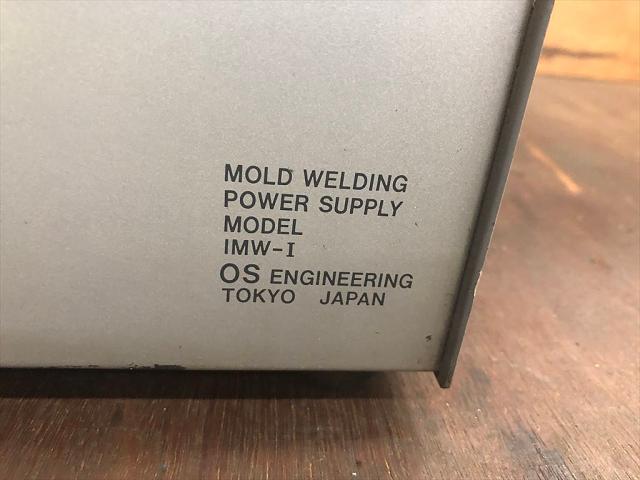 MOLD WELDING
POWER SUPPLY
MODEL
IMW-I
OS ENGINEERING
TOKYO JAPAN